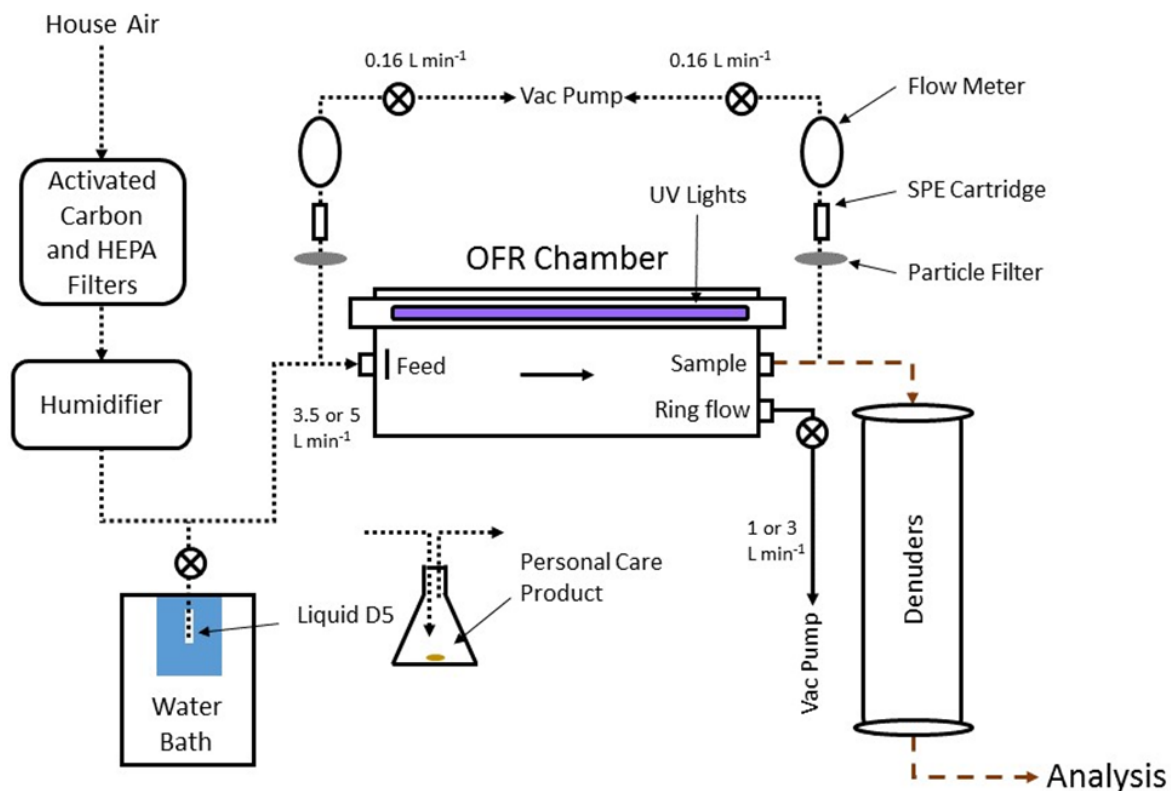 House Air
Activated
Carbon
and HEPA
Filters
Humidifier
Water
Bath
Liquid D5
Personal Care
Product
3.5 or 5
L min⁻¹
0.16 L min⁻¹
Vac Pump
0.16 L min⁻¹
Flow Meter
SPE Cartridge
Particle Filter
UV Lights
OFR Chamber
Feed
Sample
Ring flow
1 or 3
L min⁻¹
Vac Pump
Denuders
Analysis